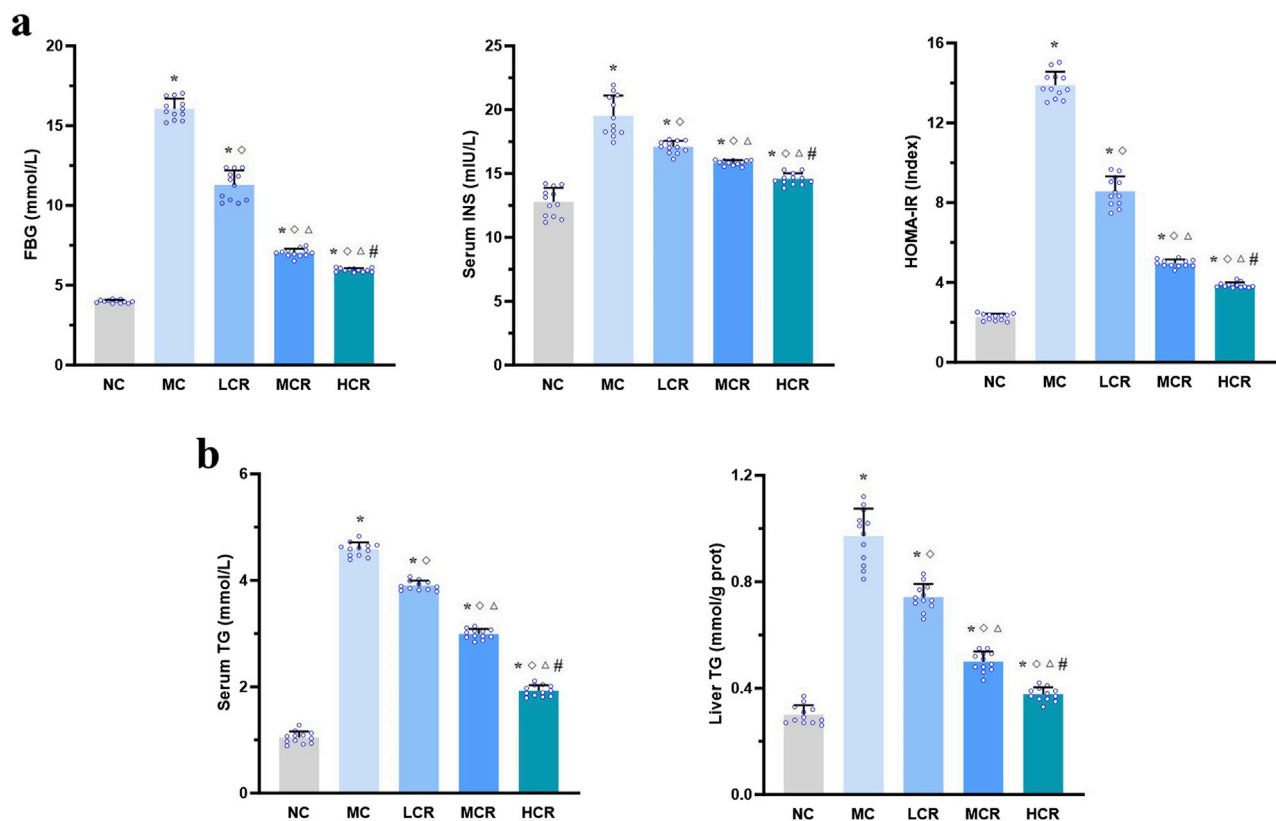 a
FBG (mmol/L)
20
15
10
5
0
*
* ◇
* ◇ △
* ◇ △ #
NC MC LCR MCR HCR
Serum INS (mIU/L)
25
20
15
10
5
0
*
* ◇
* ◇ △
* ◇ △ #
NC MC LCR MCR HCR
HOMA-IR (Index)
16
12
8
4
0
*
* ◇
* ◇ △
* ◇ △ #
NC MC LCR MCR HCR
b
Serum TG (mmol/L)
6
4
2
0
*
* ◇
* ◇ △
* ◇ △ #
NC MC LCR MCR HCR
Liver TG (mmol/g prot)
1.2
0.8
0.4
0.0
*
* ◇
* ◇ △
* ◇ △ #
NC MC LCR MCR HCR